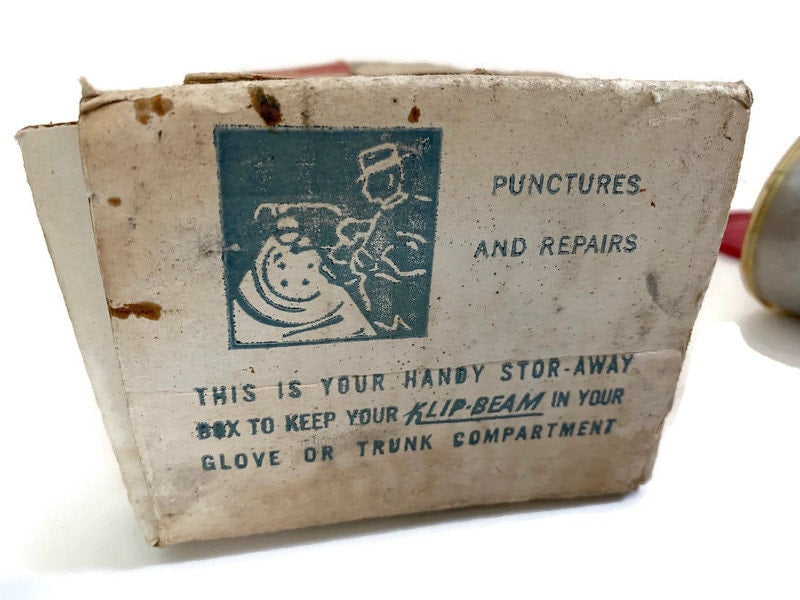 PUNCTURES
AND REPAIRS
THIS IS YOUR HANDY STOR-AWAY
BOX TO KEEP YOUR KLIP-BEAM IN YOUR
GLOVE OR TRUNK COMPARTMENT